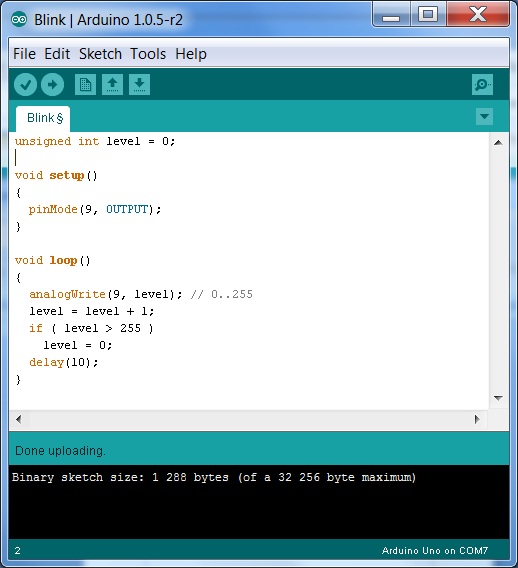 Blink | Arduino 1.0.5-r2
File Edit Sketch Tools Help
Blink §
unsigned int level = 0;
void setup()
{
  pinMode(9, OUTPUT);
}
void loop()
{
  analogWrite(9, level); // 0..255
  level = level + 1;
  if ( level > 255 )
    level = 0;
  delay(10);
}
Done uploading.
Binary sketch size: 1 288 bytes (of a 32 256 byte maximum)
2 Arduino Uno on COM7